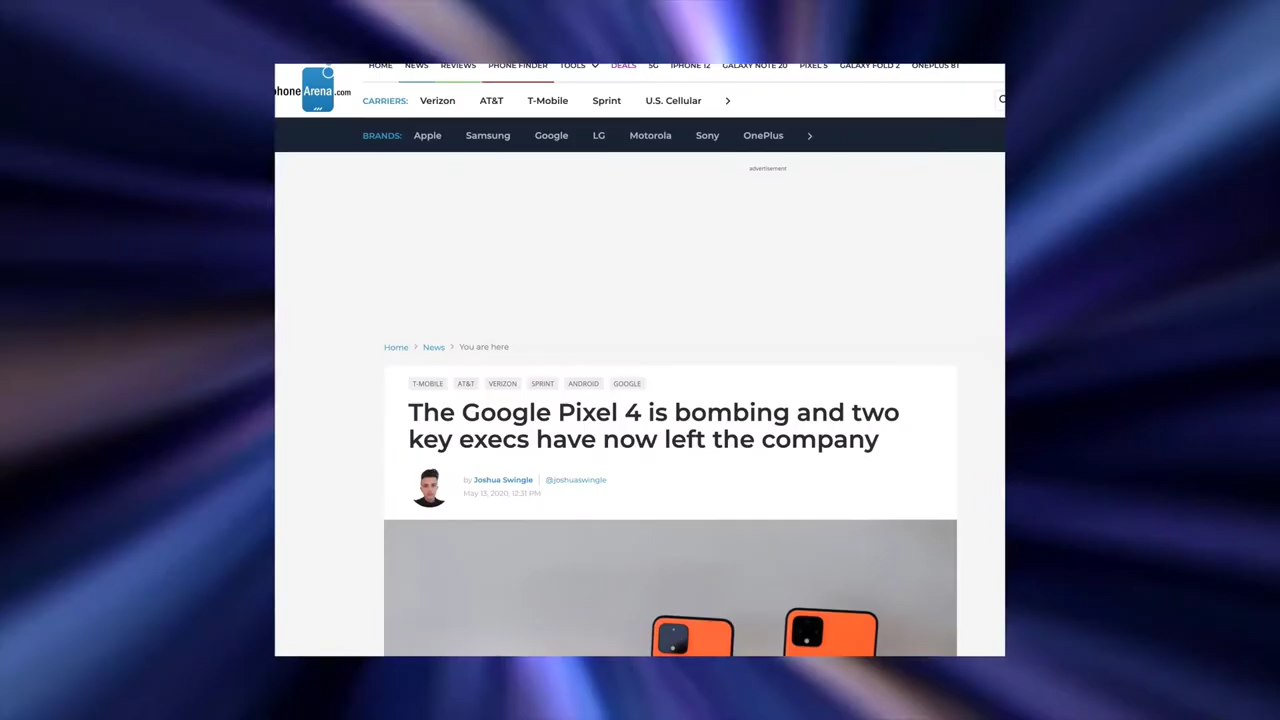 HOME NEWS REVIEWS PHONE FINDER TOOLS DEALS 5G IPHONE 12 GALAXY NOTE 20 PIXEL 5 GALAXY FOLD 2 ONEPLUS 8T
phoneArena.com
CARRIERS: Verizon AT&T T-Mobile Sprint U.S. Cellular
BRANDS: Apple Samsung Google LG Motorola Sony OnePlus
advertisement
Home News You are here
T-MOBILE AT&T VERIZON SPRINT ANDROID GOOGLE
The Google Pixel 4 is bombing and two
key execs have now left the company
by Joshua Swingle @joshuaswingle
May 13, 2020, 12:31 PM